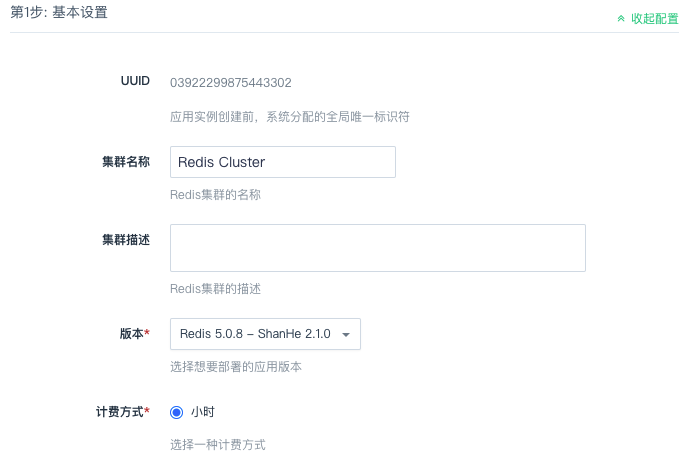 第1步: 基本设置
收起配置
UUID 03922299875443302
应用实例创建前，系统分配的全局唯一标识符
集群名称 Redis Cluster
Redis集群的名称
集群描述
Redis集群的描述
版本* Redis 5.0.8 - ShanHe 2.1.0
选择想要部署的应用版本
计费方式* 小时
选择一种计费方式